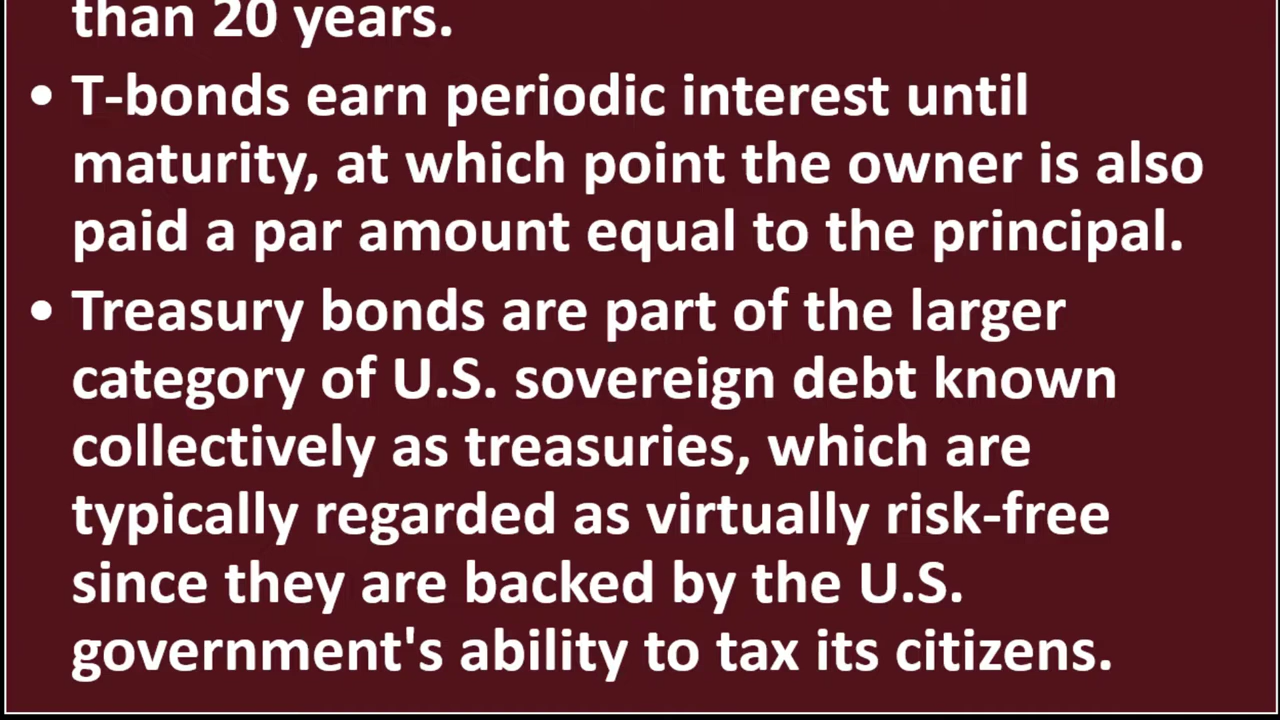 than 20 years.
• T-bonds earn periodic interest until
maturity, at which point the owner is also
paid a par amount equal to the principal.
• Treasury bonds are part of the larger
category of U.S. sovereign debt known
collectively as treasuries, which are
typically regarded as virtually risk-free
since they are backed by the U.S.
government's ability to tax its citizens.